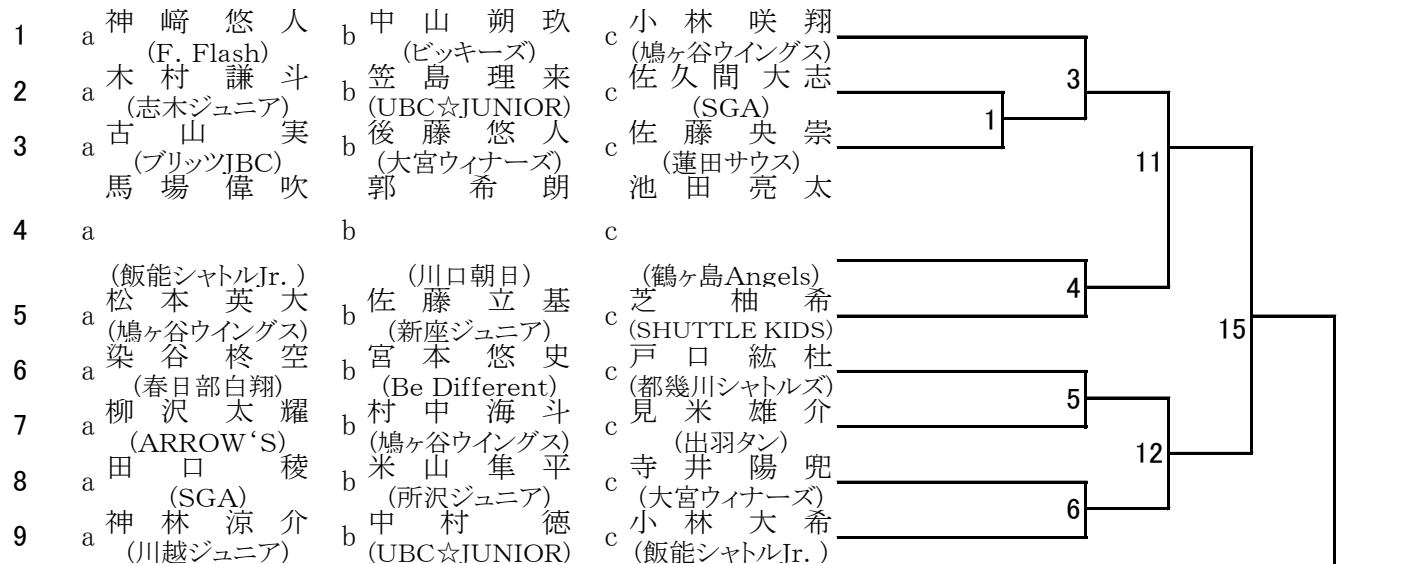 神﨑悠人 中山朔玖 小林咲翔
1 a b c
(F. Flash) (ビッキーズ) (鳩ヶ谷ウイングス)
木村謙斗 笠島理来 佐久間大志 3
2 a b c
(志木ジュニア) (UBC☆JUNIOR) (SGA)
1
古山実 後藤悠人 佐藤央崇
3 a b c
(ブリッツJBC) (大宮ウィナーズ) (蓮田サウス) 11
馬場偉吹 郭希朗 池田亮太
4 a b c
(飯能シャトルJr.) (川口朝日) (鶴ヶ島Angels)
4
松本英大 佐藤立基 芝柚希
5 a b c
(鳩ヶ谷ウイングス) (新座ジュニア) (SHUTTLE KIDS) 15
染谷柊空 宮本悠史 戸口紘杜
6 a b c
(春日部白翔) (Be Different) (都幾川シャトルズ)
5
柳沢太耀 村中海斗 見米雄介
7 a b c
(ARROW‘S) (鳩ヶ谷ウイングス) (出羽タン)
12
田口稜 米山隼平 寺井陽兜
8 a b c
(SGA) (所沢ジュニア) (大宮ウィナーズ)
6
神林涼介 中村徳 小林大希
9 a b c
(川越ジュニア) (UBC☆JUNIOR) (飯能シャトルJr.)